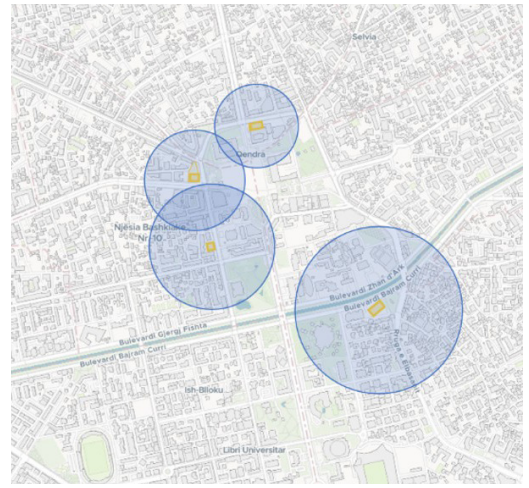 Selvia
Qendra
Njësia Bashkiake
Nr. 10
Bulevardi Zhan d'Ark
Bulevardi Bajram Curri
Bulevardi Gjergj Fishta
Bulevardi Bajram Curri
Rruga e Elbasanit
Ish-Blloku
Libri Universitar